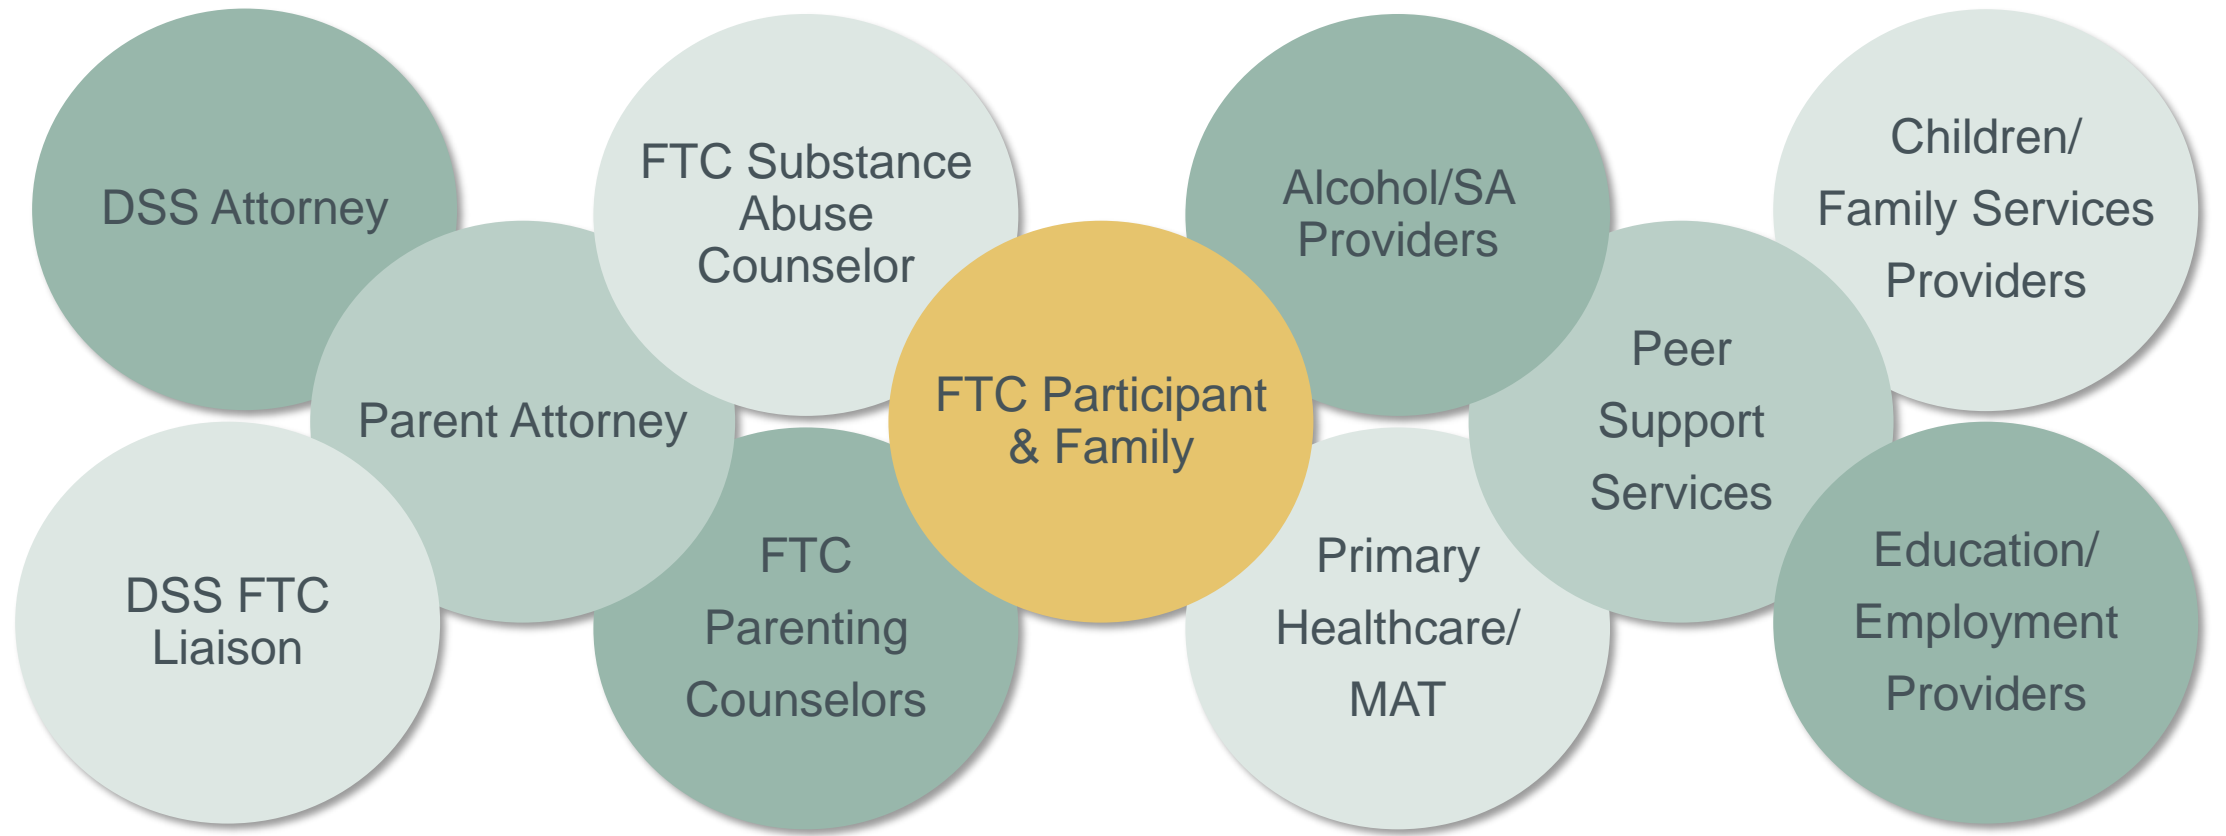 DSS Attorney
DSS FTC
Liaison
Parent Attorney
FTC Substance
Abuse
Counselor
FTC
Parenting
Counselors
FTC Participant
& Family
Alcohol/SA
Providers
Primary
Healthcare/
MAT
Peer
Support
Services
Children/
Family Services
Providers
Education/
Employment
Providers